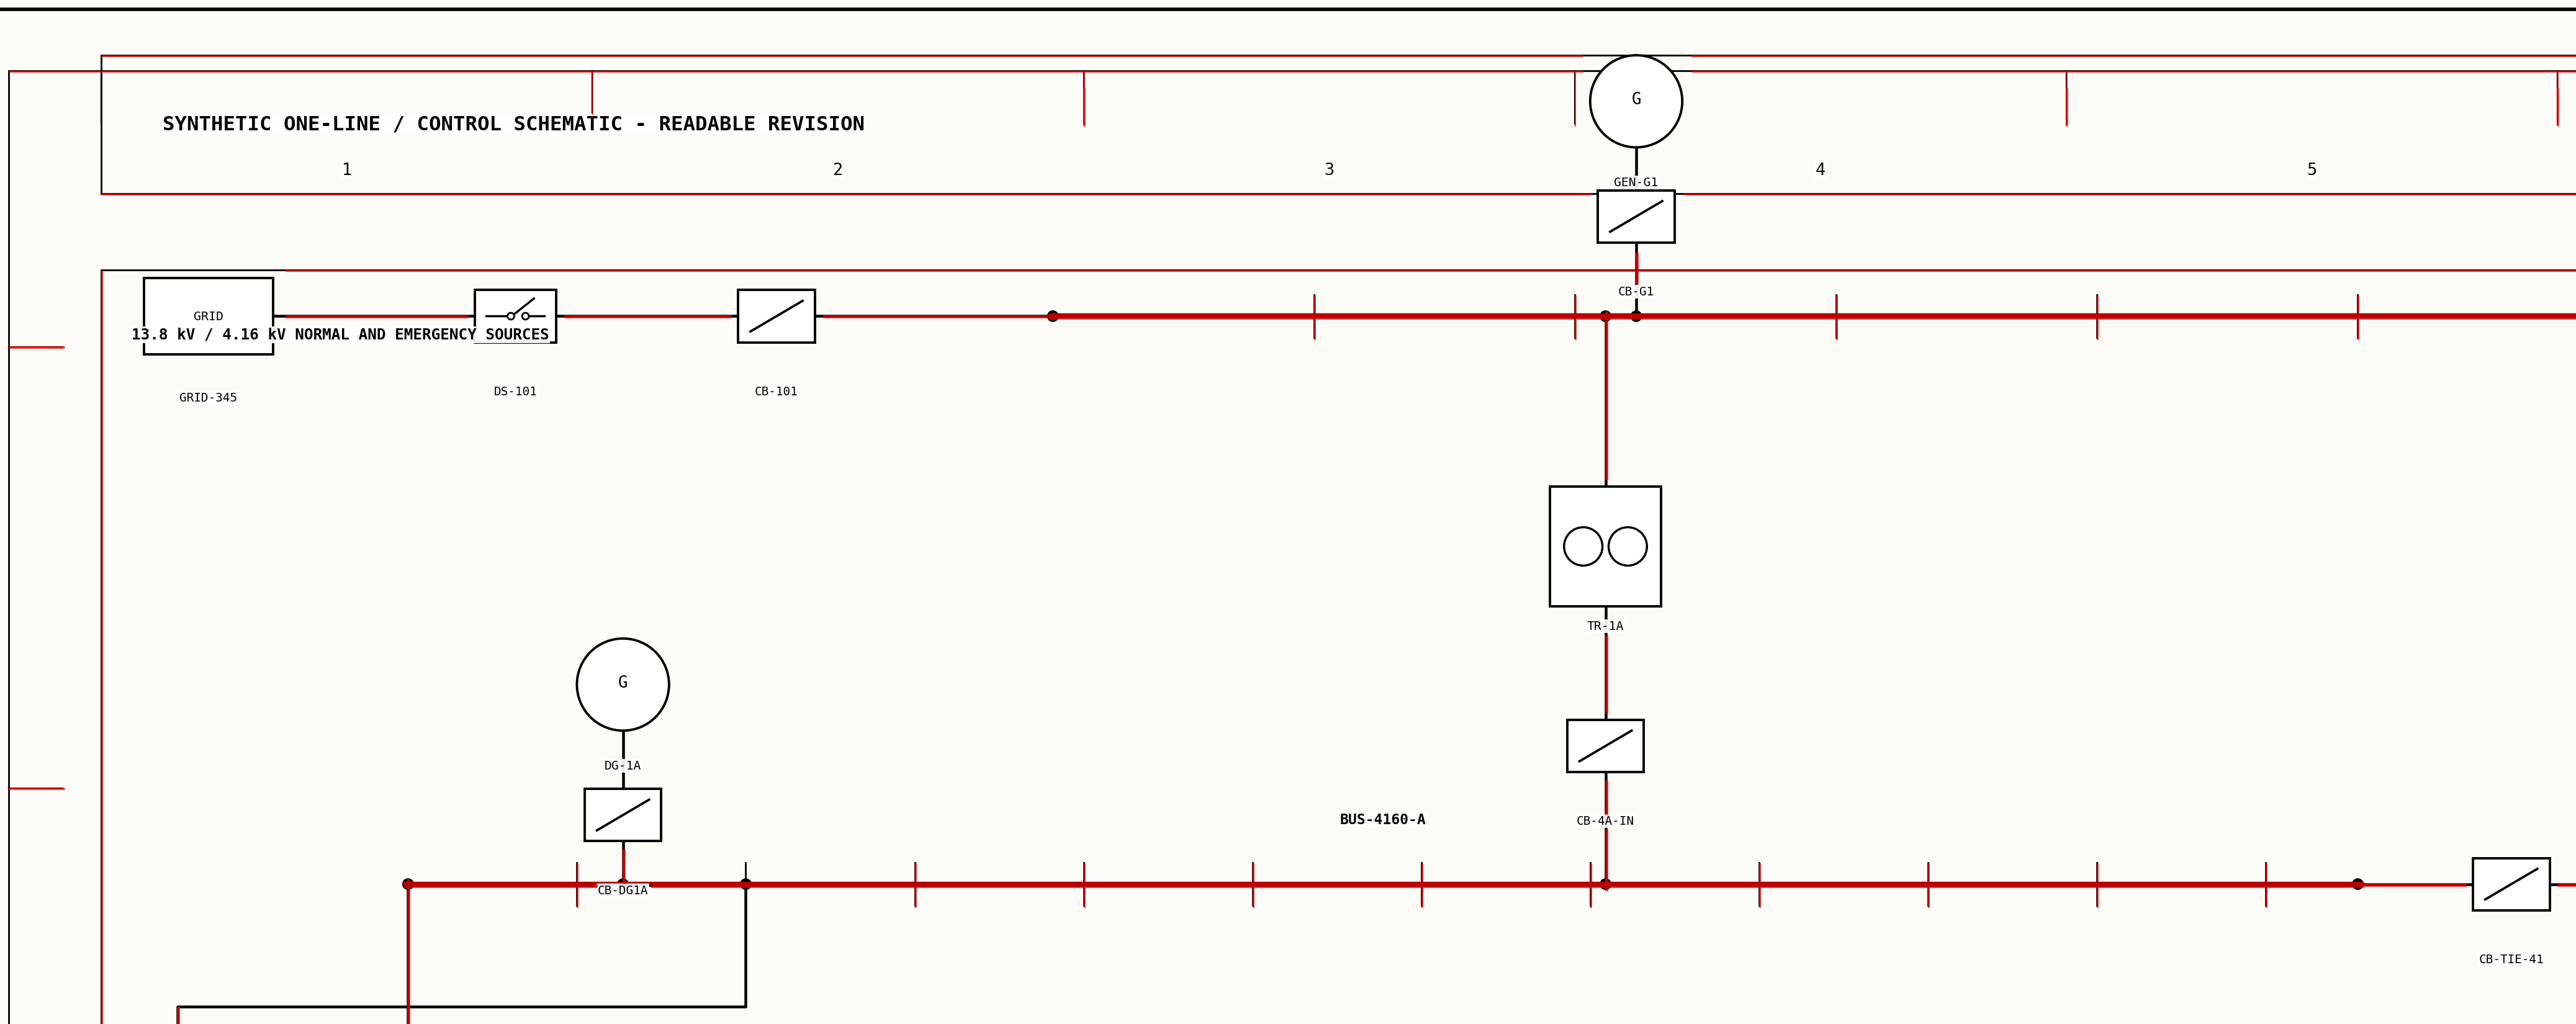 G
SYNTHETIC ONE-LINE / CONTROL SCHEMATIC - READABLE REVISION
1 2 3 4 5
GEN-G1
CB-G1
GRID
13.8 kV / 4.16 kV NORMAL AND EMERGENCY SOURCES
GRID-345
DS-101
CB-101
TR-1A
G
DG-1A
BUS-4160-A
CB-4A-IN
CB-DG1A
CB-TIE-41